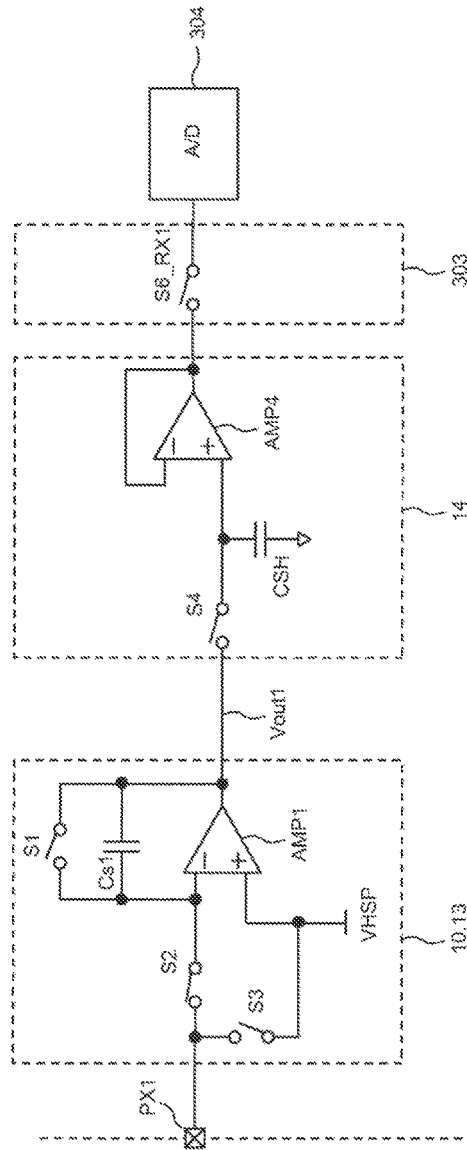 PX1
S2
S3
S1
Cs1
AMP1
VHSP
10,13
Vout1
S4
CSH
AMP4
14
S6_RX1
303
A/D
304